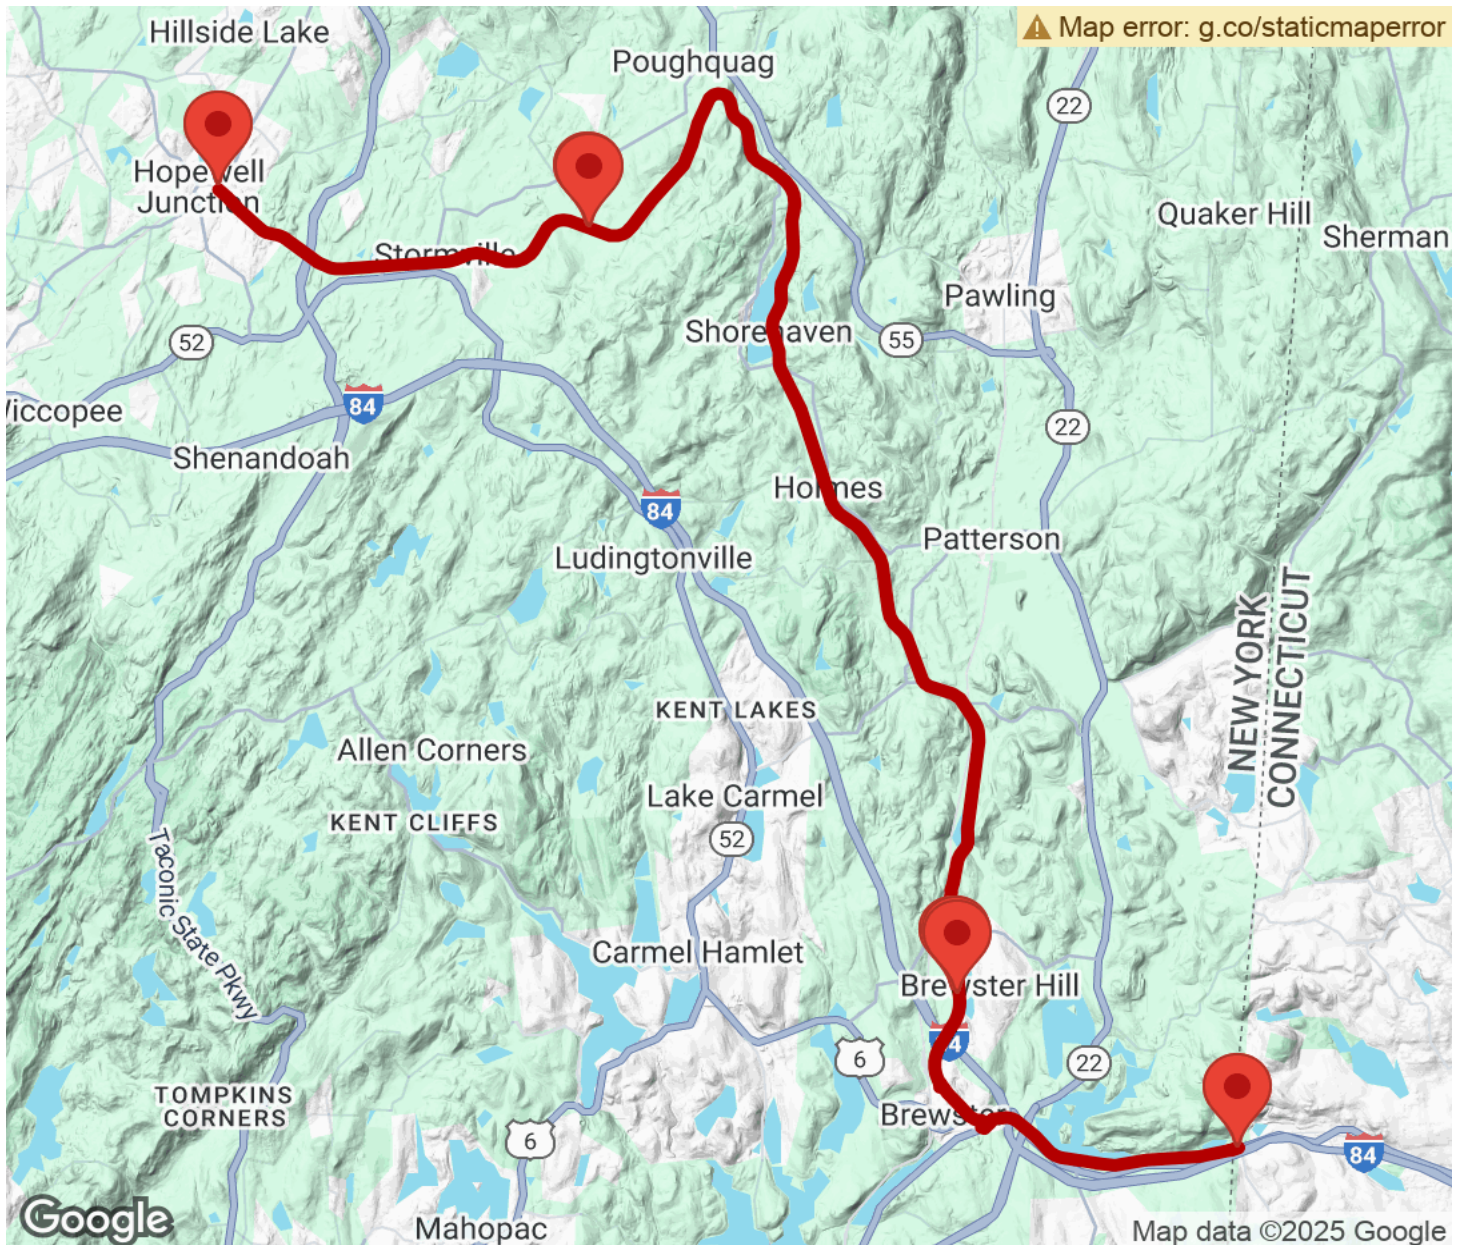 Map error: g.co/staticmaperror
Hillside Lake
Poughquag
22
Hopewell
Junction
Quaker Hill
Sherman
Stormville
Pawling
52
Shorehaven
55
84
iccopee
22
Shenandoah
Holmes
84
Patterson
Ludingtonville
NEW YORK
CONNECTICUT
KENT LAKES
Allen Corners
Lake Carmel
KENT CLIFFS
52
Taconic State Pkwy
Carmel Hamlet
Brewster Hill
84
6
22
TOMPKINS
CORNERS
Brewster
6
84
Google
Mahopac
Map data ©2025 Google